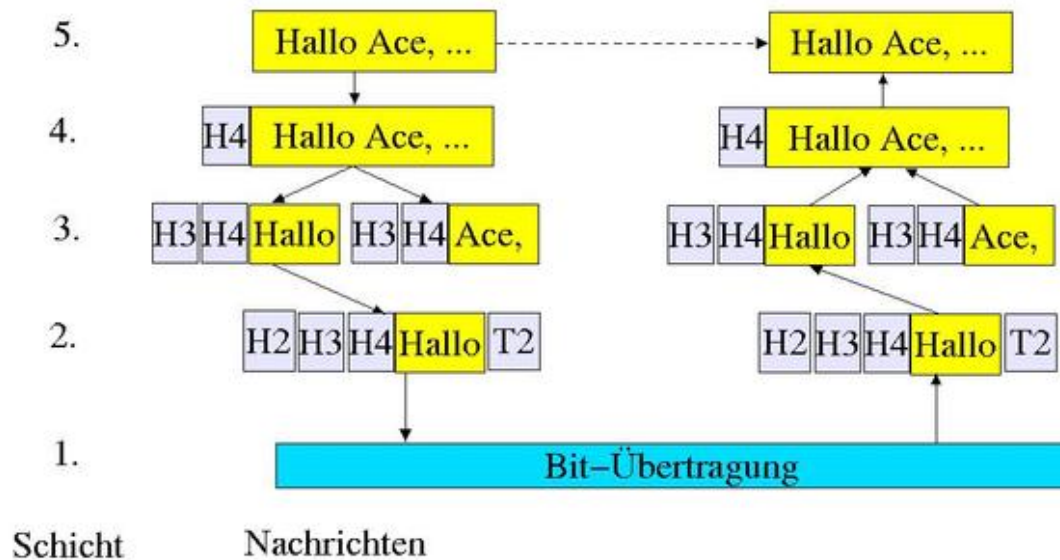 5. Hallo Ace, ... Hallo Ace, ...
4. H4 Hallo Ace, ... H4 Hallo Ace, ...
3. H3 H4 Hallo H3 H4 Ace, H3 H4 Hallo H3 H4 Ace,
2. H2 H3 H4 Hallo T2 H2 H3 H4 Hallo T2
1. Bit-Übertragung
Schicht Nachrichten